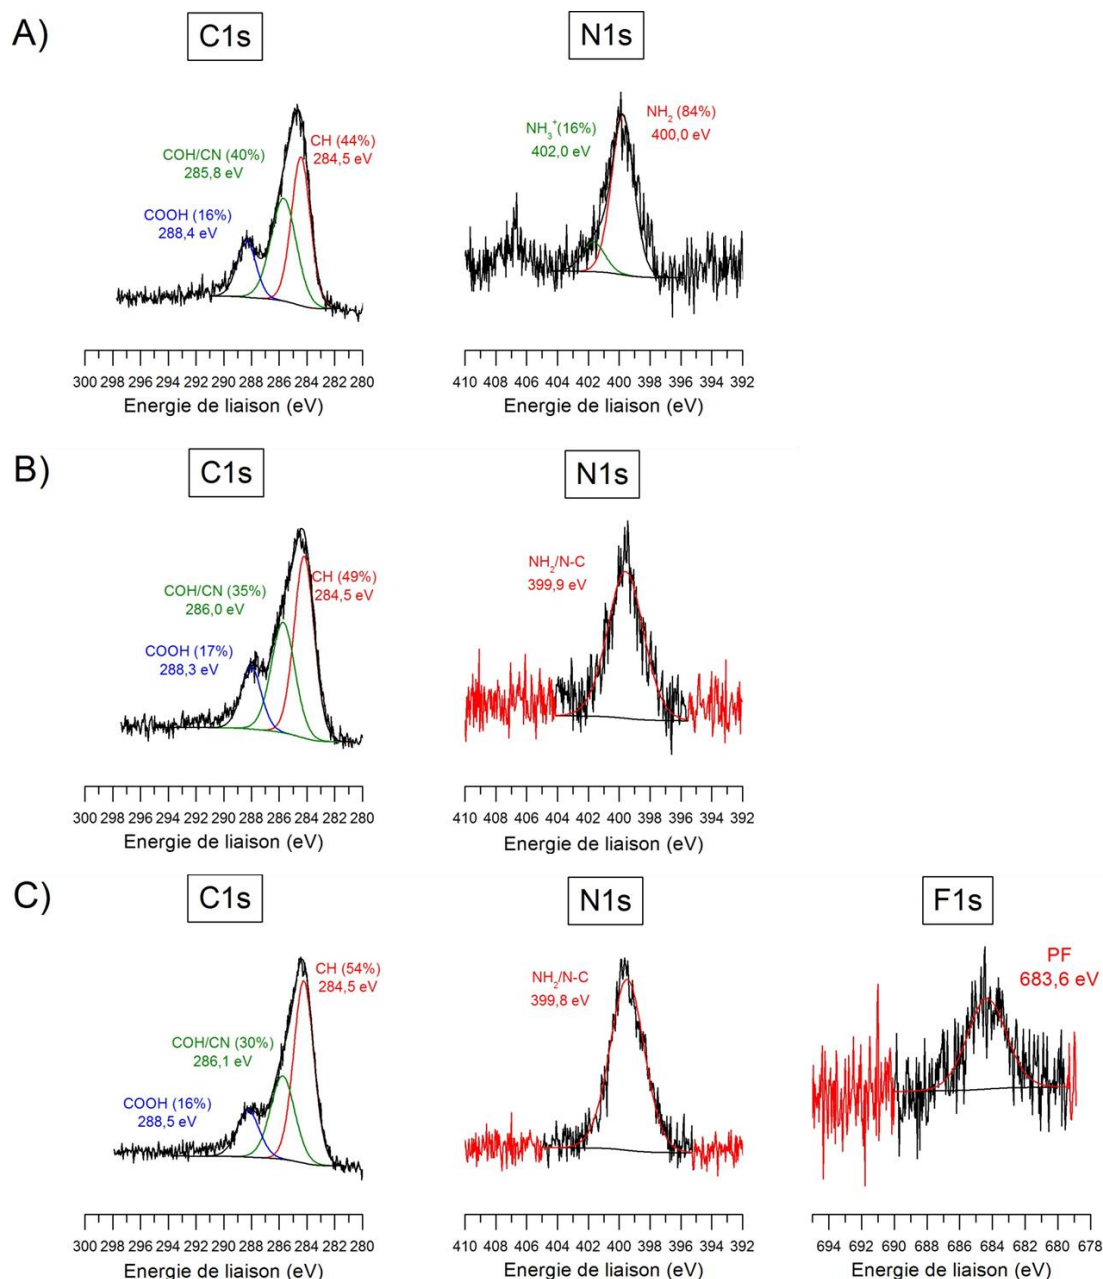 A)
C1s
N1s
CH (44%)
284,5 eV
COH/CN (40%)
285,8 eV
COOH (16%)
288,4 eV
NH3+(16%)
402,0 eV
NH2 (84%)
400,0 eV
300 298 296 294 292 290 288 286 284 282 280
Energie de liaison (eV)
410 408 406 404 402 400 398 396 394 392
Energie de liaison (eV)
B)
C1s
N1s
CH (49%)
284,5 eV
COH/CN (35%)
286,0 eV
COOH (17%)
288,3 eV
NH2/N-C
399,9 eV
300 298 296 294 292 290 288 286 284 282 280
Energie de liaison (eV)
410 408 406 404 402 400 398 396 394 392
Energie de liaison (eV)
C)
C1s
N1s
F1s
CH (54%)
284,5 eV
COH/CN (30%)
286,1 eV
COOH (16%)
288,5 eV
NH2/N-C
399,8 eV
PF
683,6 eV
300 298 296 294 292 290 288 286 284 282 280
Energie de liaison (eV)
410 408 406 404 402 400 398 396 394 392
Energie de liaison (eV)
694 692 690 688 686 684 682 680 678
Energie de liaison (eV)